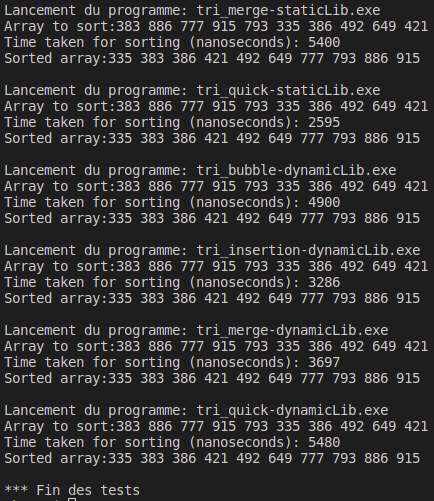 Lancement du programme: tri_merge-staticLib.exe
Array to sort:383 886 777 915 793 335 386 492 649 421
Time taken for sorting (nanoseconds): 5400
Sorted array:335 383 386 421 492 649 777 793 886 915
Lancement du programme: tri_quick-staticLib.exe
Array to sort:383 886 777 915 793 335 386 492 649 421
Time taken for sorting (nanoseconds): 2595
Sorted array:335 383 386 421 492 649 777 793 886 915
Lancement du programme: tri_bubble-dynamicLib.exe
Array to sort:383 886 777 915 793 335 386 492 649 421
Time taken for sorting (nanoseconds): 4900
Sorted array:335 383 386 421 492 649 777 793 886 915
Lancement du programme: tri_insertion-dynamicLib.exe
Array to sort:383 886 777 915 793 335 386 492 649 421
Time taken for sorting (nanoseconds): 3286
Sorted array:335 383 386 421 492 649 777 793 886 915
Lancement du programme: tri_merge-dynamicLib.exe
Array to sort:383 886 777 915 793 335 386 492 649 421
Time taken for sorting (nanoseconds): 3697
Sorted array:335 383 386 421 492 649 777 793 886 915
Lancement du programme: tri_quick-dynamicLib.exe
Array to sort:383 886 777 915 793 335 386 492 649 421
Time taken for sorting (nanoseconds): 5480
Sorted array:335 383 386 421 492 649 777 793 886 915
*** Fin des tests